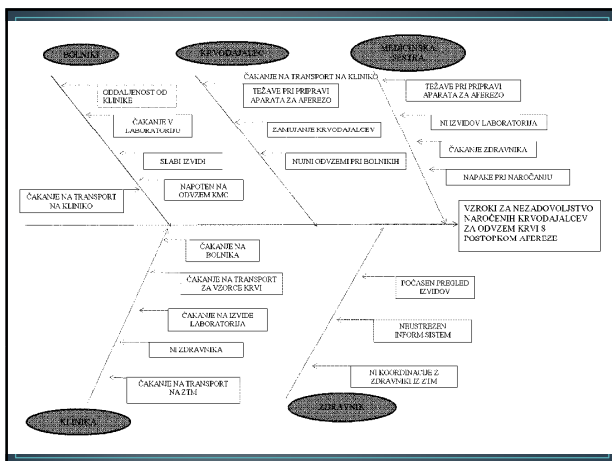 BOLNIKI
KRVODAJALEC
MEDICINSKA
SESTRA
ODDALJENOST OD
KLINIKE
ČAKANJE V
LABORATORIJU
SLABI IZVIDI
NAPOTEN NA
ODVZEM KMC
ČAKANJE NA TRANSPORT
NA KLINIKO
ČAKANJE NA TRANSPORT NA KLINIKO
TEŽAVE PRI PRIPRAVI
APARATA ZA AFEREZO
ZAMUJANJE KRVODAJALCEV
NUJNI ODVZEMI PRI BOLNIKIH
TEŽAVE PRI PRIPRAVI
APARATA ZA AFEREZO
NI IZVIDOV LABORATORIJA
ČAKANJE ZDRAVNIKA
NAPAKE PRI NAROČANJU
VZROKI ZA NEZADOVOLJSTVO
NAROČENIH KRVODAJALCEV
ZA ODVZEM KRVI S
POSTOPKOM AFEREZE
ČAKANJE NA
BOLNIKA
ČAKANJE NA TRANSPORT
ZA VZORCE KRVI
ČAKANJE NA IZVIDE
LABORATORIJA
NI ZDRAVNIKA
ČAKANJE NA TRANSPORT
NA ZTM
POČASEN PREGLED
IZVIDOV
NEUSTREZEN
INFORM SISTEM
NI KOORDINACIJE Z
ZDRAVNIKI IZ ZTM
KLINIKA
ZDRAVNIK